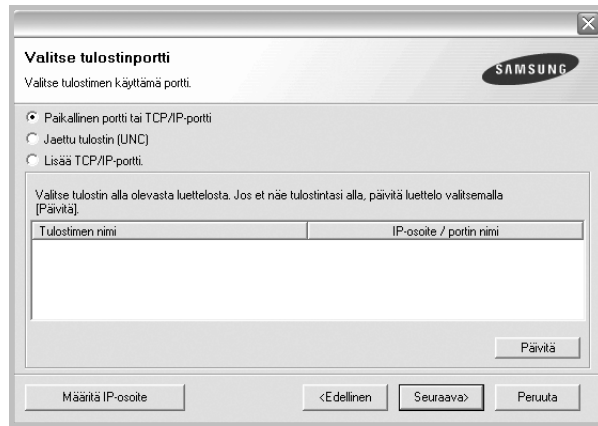 Valitse tulostinportti
Valitse tulostimen käyttämä portti.
SAMSUNG
Paikallinen portti tai TCP/IP-portti
Jaettu tulostin (UNC)
Lisää TCP/IP-portti.
Valitse tulostin alla olevasta luettelosta. Jos et näe tulostintasi alla, päivitä luettelo valitsemalla
[Päivitä].
Tulostimen nimi IP-osoite / portin nimi
Päivitä
Määritä IP-osoite <Edellinen Seuraava> Peruuta